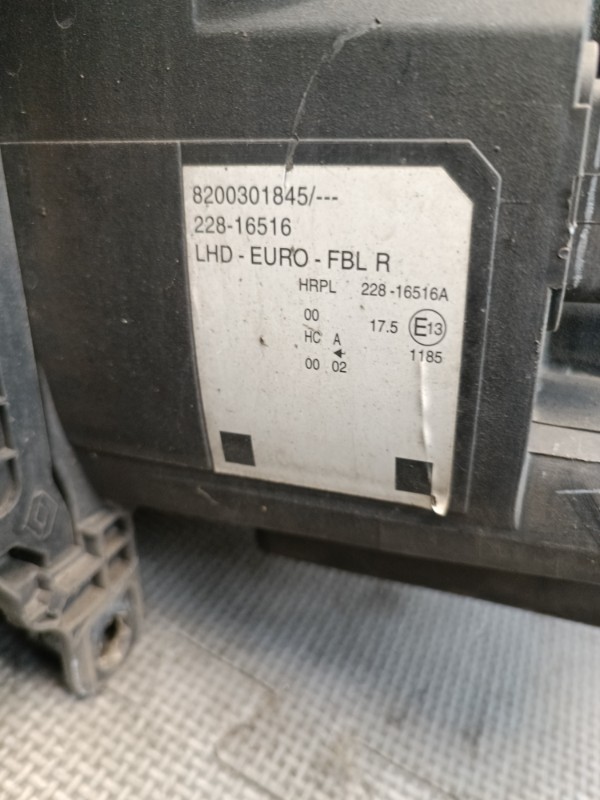 8200301845/---
228-16516
LHD - EURO - FBL R
HRPL 228-16516A
00 17.5 E13
HC A 1185
00 02